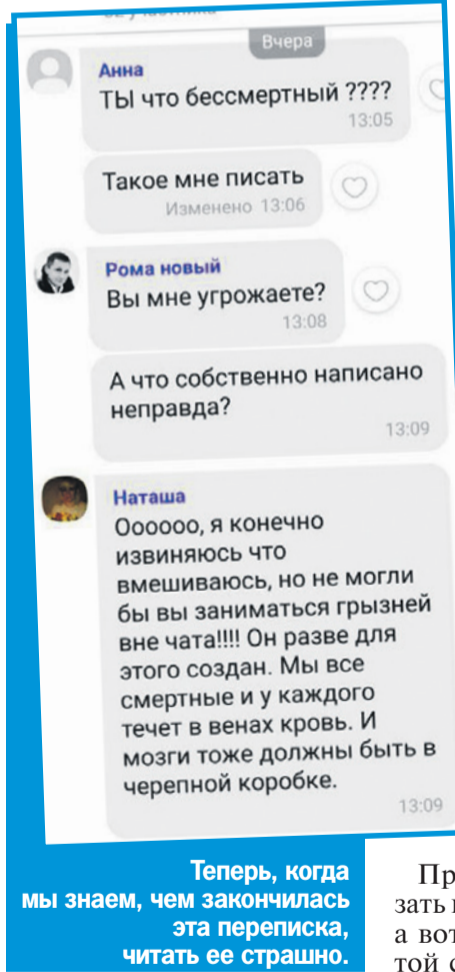 Вчера
Анна
ТЫ что бессмертный ????
13:05
Такое мне писать
Изменено 13:06
Рома новый
Вы мне угрожаете?
13:08
А что собственно написано
неправда?
13:09
Наташа
Оооооо, я конечно
извиняюсь что
вмешиваюсь, но не могли
бы вы заниматься грызней
вне чата!!!! Он разве для
этого создан. Мы все
смертные и у каждого
течет в венах кровь. И
мозги тоже должны быть в
черепной коробке.
13:09
Теперь, когда
мы знаем, чем закончилась
эта переписка,
читать ее страшно.
а вот
той